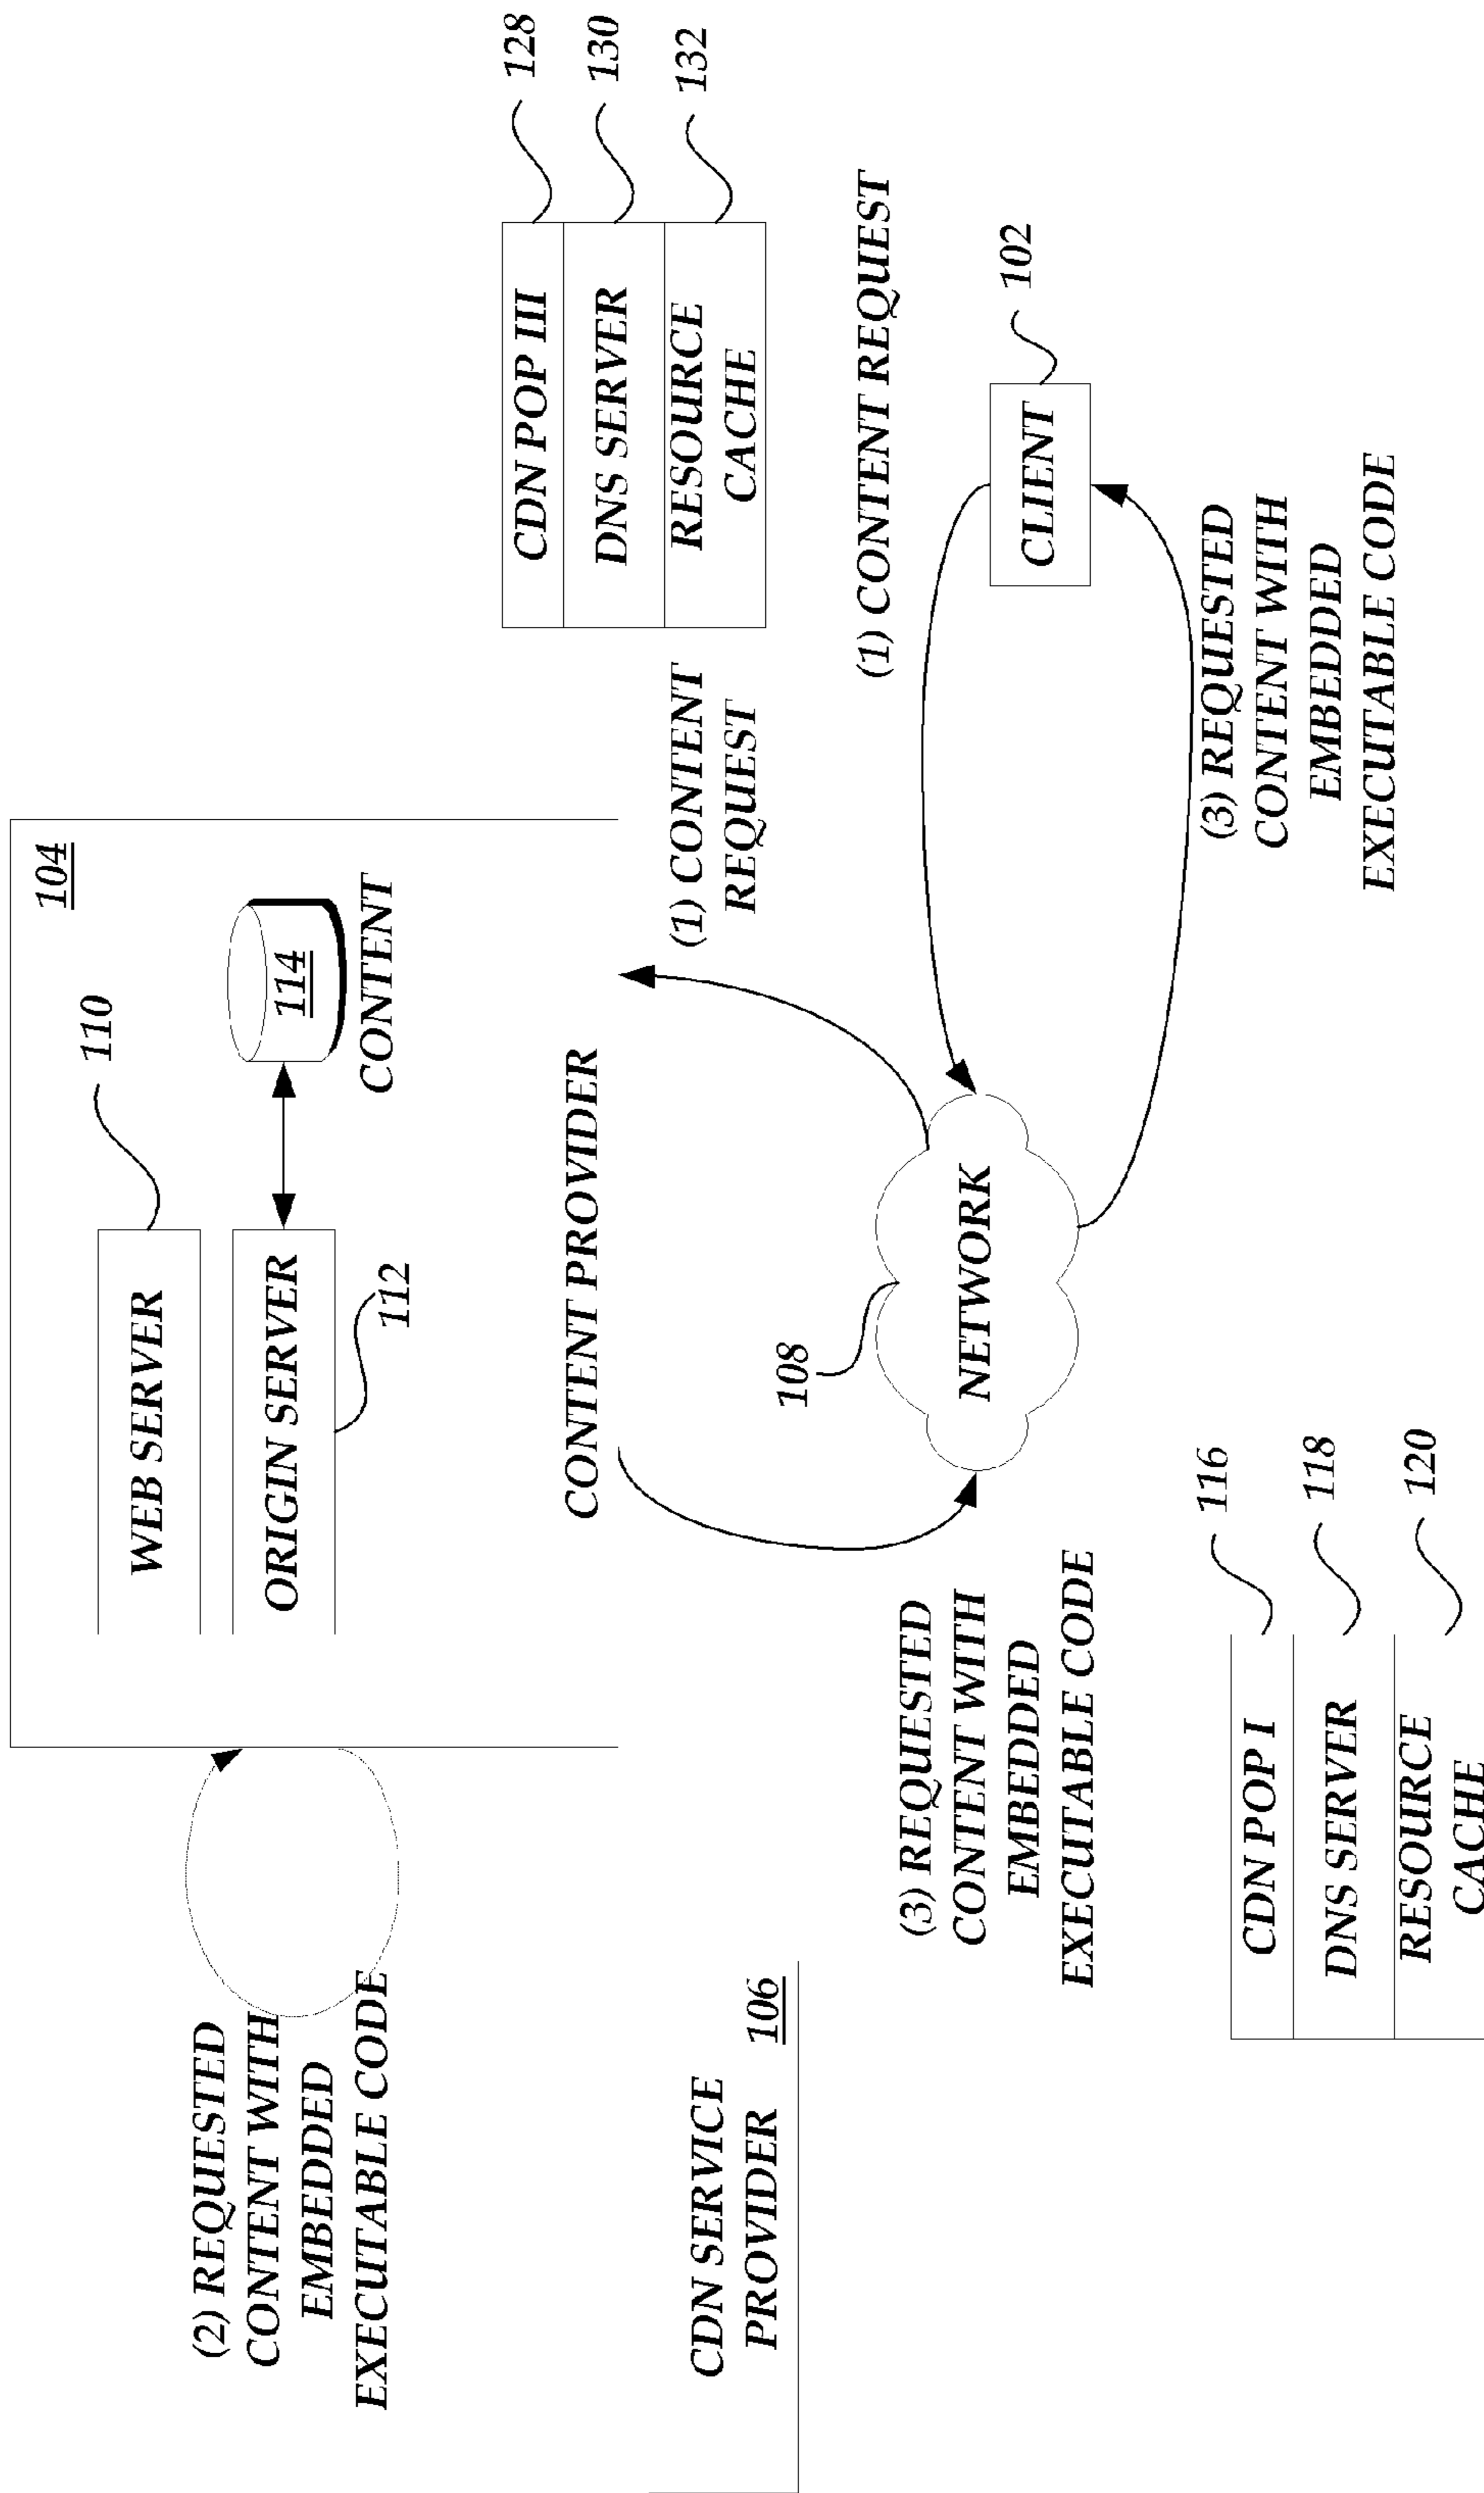 (2) REQUESTED
CONTENT WITH
EMBEDDED
EXECUTABLE CODE
104
WEB SERVER
110
ORIGIN SERVER
112
114
CONTENT
CONTENT PROVIDER
CDN SERVICE
PROVIDER
106
CDN POP III
128
DNS SERVER
130
RESOURCE
CACHE
132
(1) CONTENT
REQUEST
(1) CONTENT REQUEST
108
NETWORK
CLIENT
102
(3) REQUESTED
CONTENT WITH
EMBEDDED
EXECUTABLE CODE
(3) REQUESTED
CONTENT WITH
EMBEDDED
EXECUTABLE CODE
CDN POP I
116
DNS SERVER
118
RESOURCE
CACHE
120